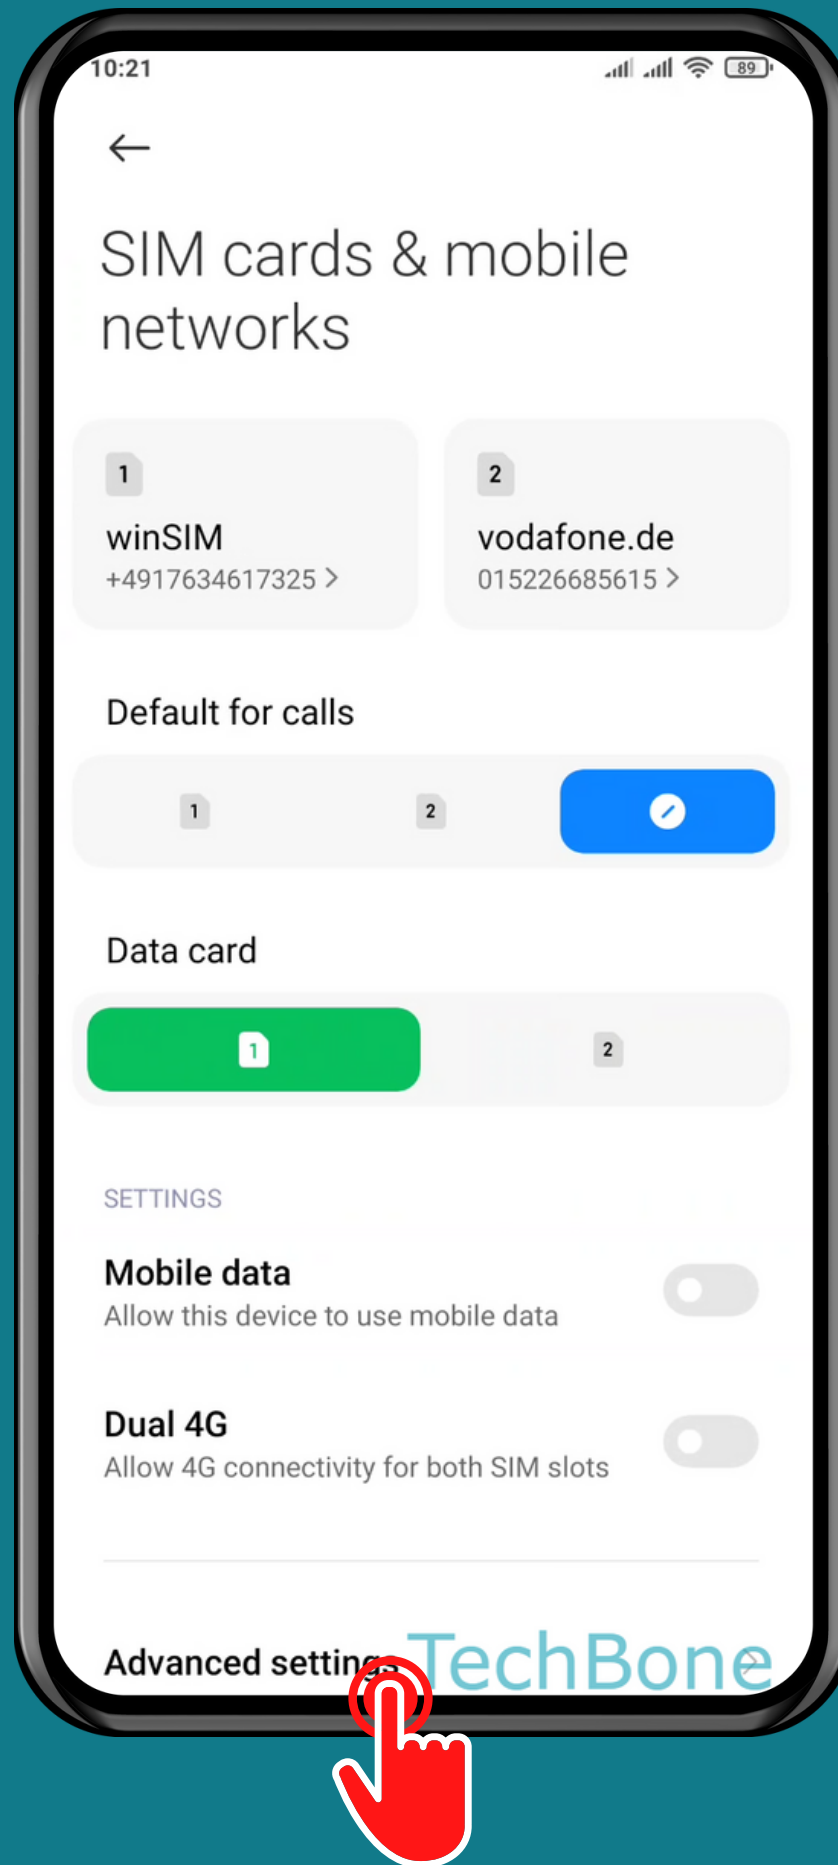 10:21
89
SIM cards & mobile
networks
1
winSIM
+4917634617325
2
vodafone.de
015226685615
Default for calls
1
2
Data card
1
2
SETTINGS
Mobile data
Allow this device to use mobile data
Dual 4G
Allow 4G connectivity for both SIM slots
Advanced settings
TechBone